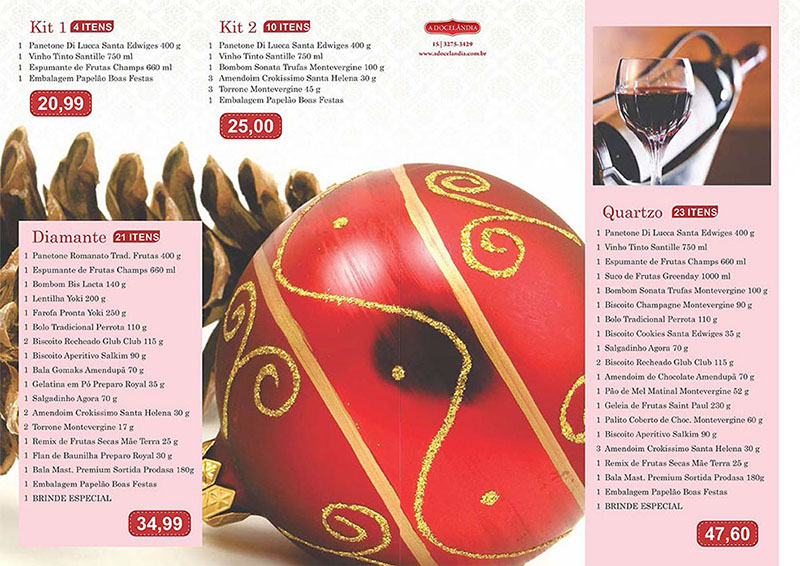 Kit 1 4 ITENS
1 Panetone Di Lucca Santa Edwiges 400 g
1 Vinho Tinto Santille 750 ml
1 Espumante de Frutas Champs 660 ml
1 Embalagem Papelão Boas Festas
20,99
Kit 2 10 ITENS
1 Panetone Di Lucca Santa Edwiges 400 g
1 Vinho Tinto Santille 750 ml
1 Bombom Sonata Trufas Montevergine 100 g
3 Amendoim Crokissimo Santa Helena 30 g
3 Torrone Montevergine 45 g
1 Embalagem Papelão Boas Festas
25,00
A DOCELÂNDIA
15 | 3275-3429
www.adocelandia.com.br
Diamante 21 ITENS
1 Panetone Romanato Trad. Frutas 400 g
1 Espumante de Frutas Champs 660 ml
1 Bombom Bis Lacta 140 g
1 Lentilha Yoki 200 g
1 Farofa Pronta Yoki 250 g
1 Bolo Tradicional Perrota 110 g
2 Biscoito Recheado Glub Club 115 g
1 Biscoito Aperitivo Salkim 90 g
1 Bala Gomaks Amendupã 70 g
1 Gelatina em Pó Preparo Royal 35 g
1 Salgadinho Agora 70 g
2 Amendoim Crokissimo Santa Helena 30 g
2 Torrone Montevergine 17 g
1 Remix de Frutas Secas Mãe Terra 25 g
1 Flan de Baunilha Preparo Royal 30 g
1 Bala Mast. Premium Sortida Prodasa 180g
1 Embalagem Papelão Boas Festas
1 BRINDE ESPECIAL
34,99
Quartzo 23 ITENS
1 Panetone Di Lucca Santa Edwiges 400 g
1 Vinho Tinto Santille 750 ml
1 Espumante de Frutas Champs 660 ml
1 Suco de Frutas Greenday 1000 ml
1 Bombom Sonata Trufas Montevergine 100 g
1 Biscoito Champagne Montevergine 90 g
1 Bolo Tradicional Perrota 110 g
1 Biscoito Cookies Santa Edwiges 35 g
1 Salgadinho Agora 70 g
2 Biscoito Recheado Glub Club 115 g
1 Amendoim de Chocolate Amendupã 70 g
1 Pão de Mel Matinal Montevergine 52 g
1 Geleia de Frutas Saint Paul 230 g
1 Palito Coberto de Choc. Montevergine 60 g
1 Biscoito Aperitivo Salkim 90 g
3 Amendoim Crokissimo Santa Helena 30 g
1 Remix de Frutas Secas Mãe Terra 25 g
1 Bala Mast. Premium Sortida Prodasa 180g
1 Embalagem Papelão Boas Festas
1 BRINDE ESPECIAL
47,60